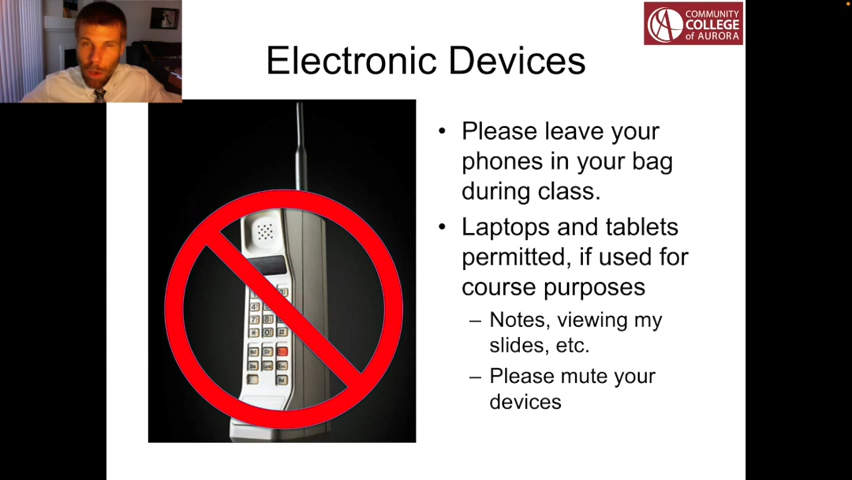 COMMUNITY
COLLEGE
of AURORA
Electronic Devices
• Please leave your
phones in your bag
during class.
• Laptops and tablets
permitted, if used for
course purposes
– Notes, viewing my
slides, etc.
– Please mute your
devices